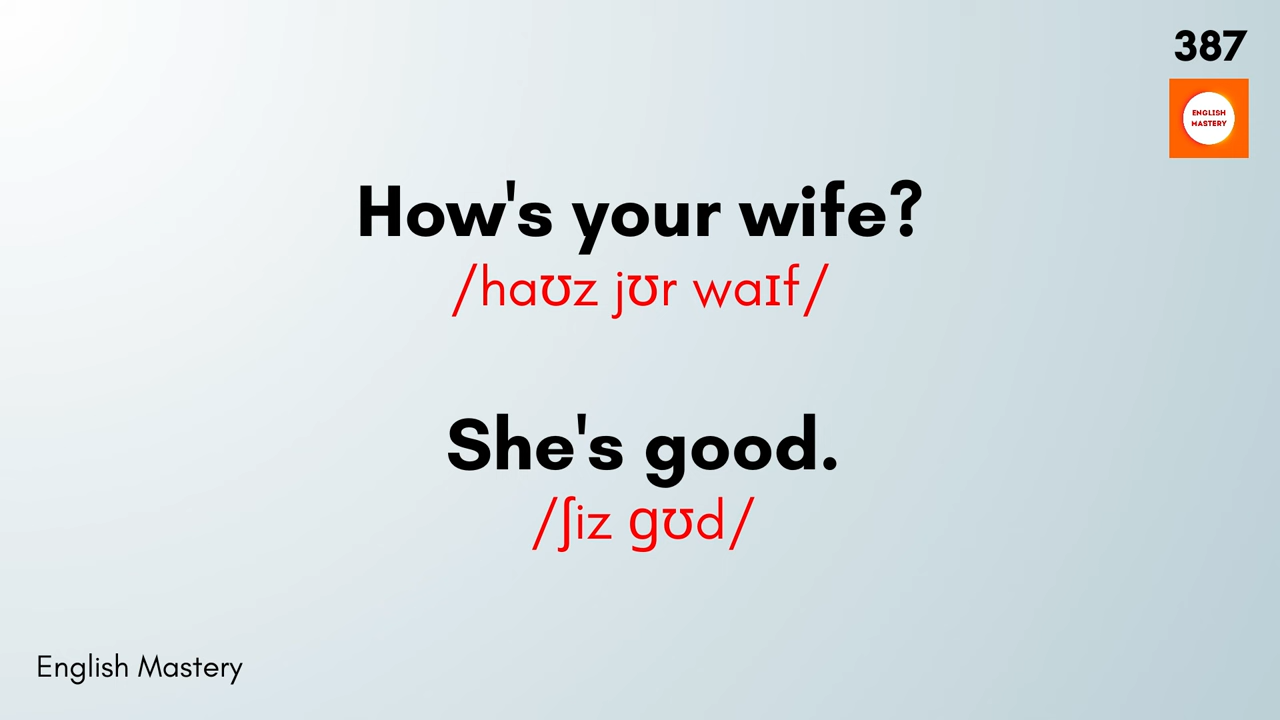 387
ENGLISH
MASTERY
How's your wife?
/haʊz jʊr waɪf/
She's good.
/ʃiz gʊd/
English Mastery